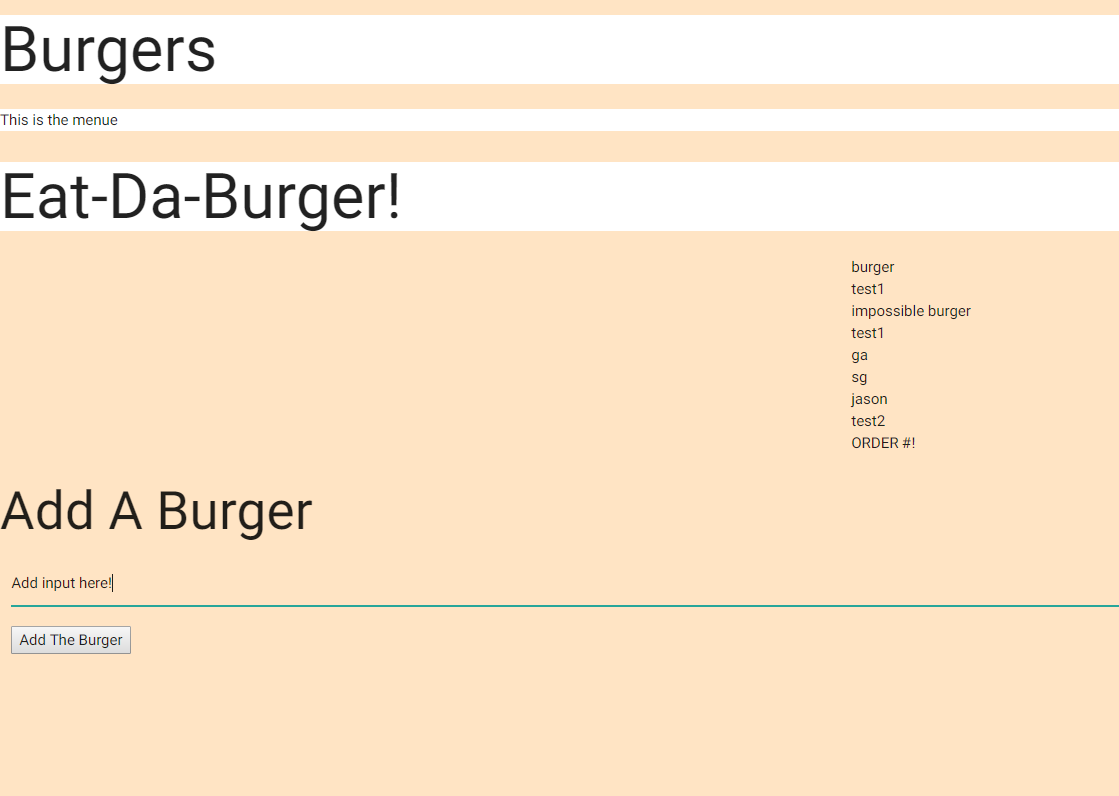 Burgers
This is the menue
Eat-Da-Burger!
burger
test1
impossible burger
test1
ga
sg
jason
test2
ORDER #!
Add A Burger
Add input here!
Add The Burger